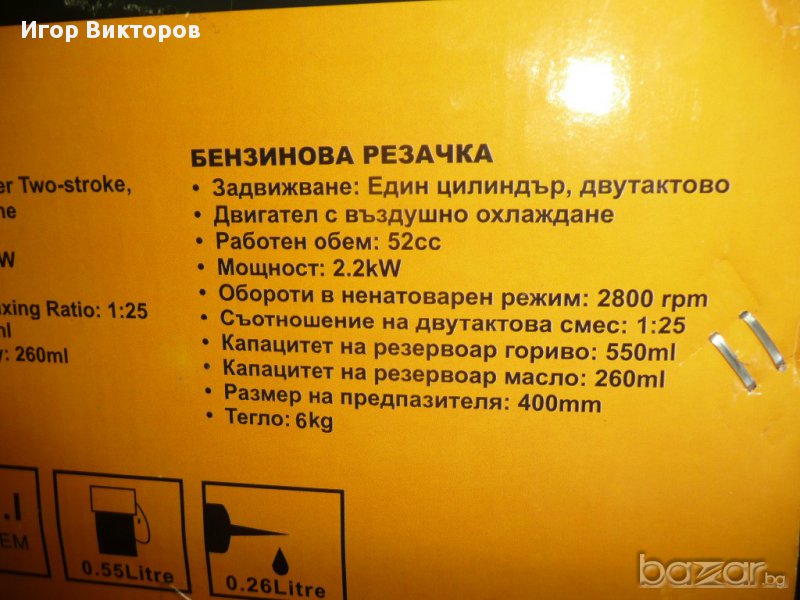 Игор Викторов
БЕНЗИНОВА РЕЗАЧКА
• Задвижване: Един цилиндър, двутактово
• Двигател с въздушно охлаждане
• Работен обем: 52cc
• Мощност: 2.2kW
• Обороти в ненатоварен режим: 2800 rpm
• Съотношение на двутактова смес: 1:25
• Капацитет на резервоар гориво: 550ml
• Капацитет на резервоар масло: 260ml
• Размер на предпазителя: 400mm
• Тегло: 6kg
er Two-stroke,
ne
W
uxing Ratio: 1:25
ml
y: 260ml
.I
EM
0.55Litre
0.26Litre
bazar.bg